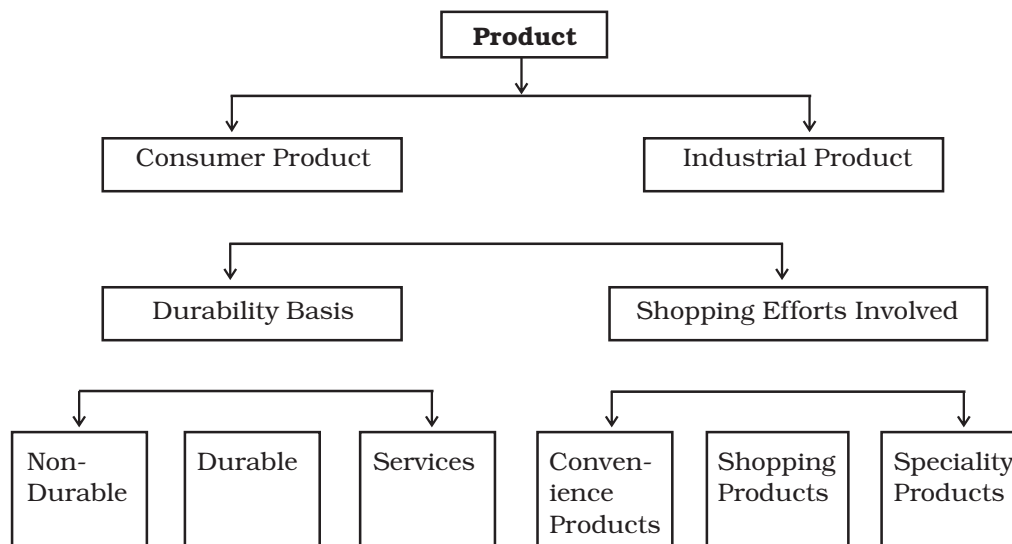 Product
Consumer Product
Industrial Product
Durability Basis
Shopping Efforts Involved
Non-
Durable
Durable
Services
Conven-
ience
Products
Shopping
Products
Speciality
Products